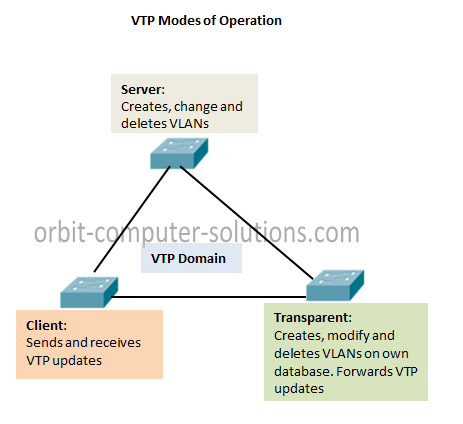 VTP Modes of Operation
Server:
Creates, change and
deletes VLANs
orbit-computer-solutions.com
VTP Domain
Client:
Sends and receives
VTP updates
Transparent:
Creates, modify and
deletes VLANs on own
database. Forwards VTP
updates